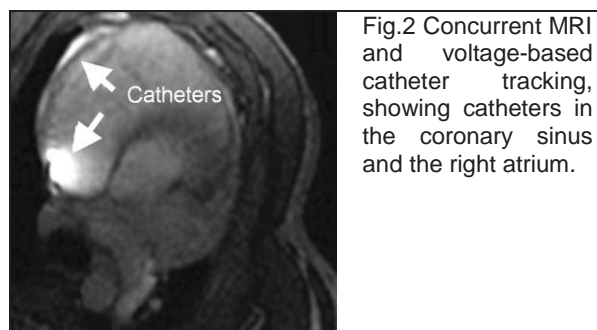 Catheters
Fig.2 Concurrent MRI
and voltage-based
catheter tracking,
showing catheters in
the coronary sinus
and the right atrium.